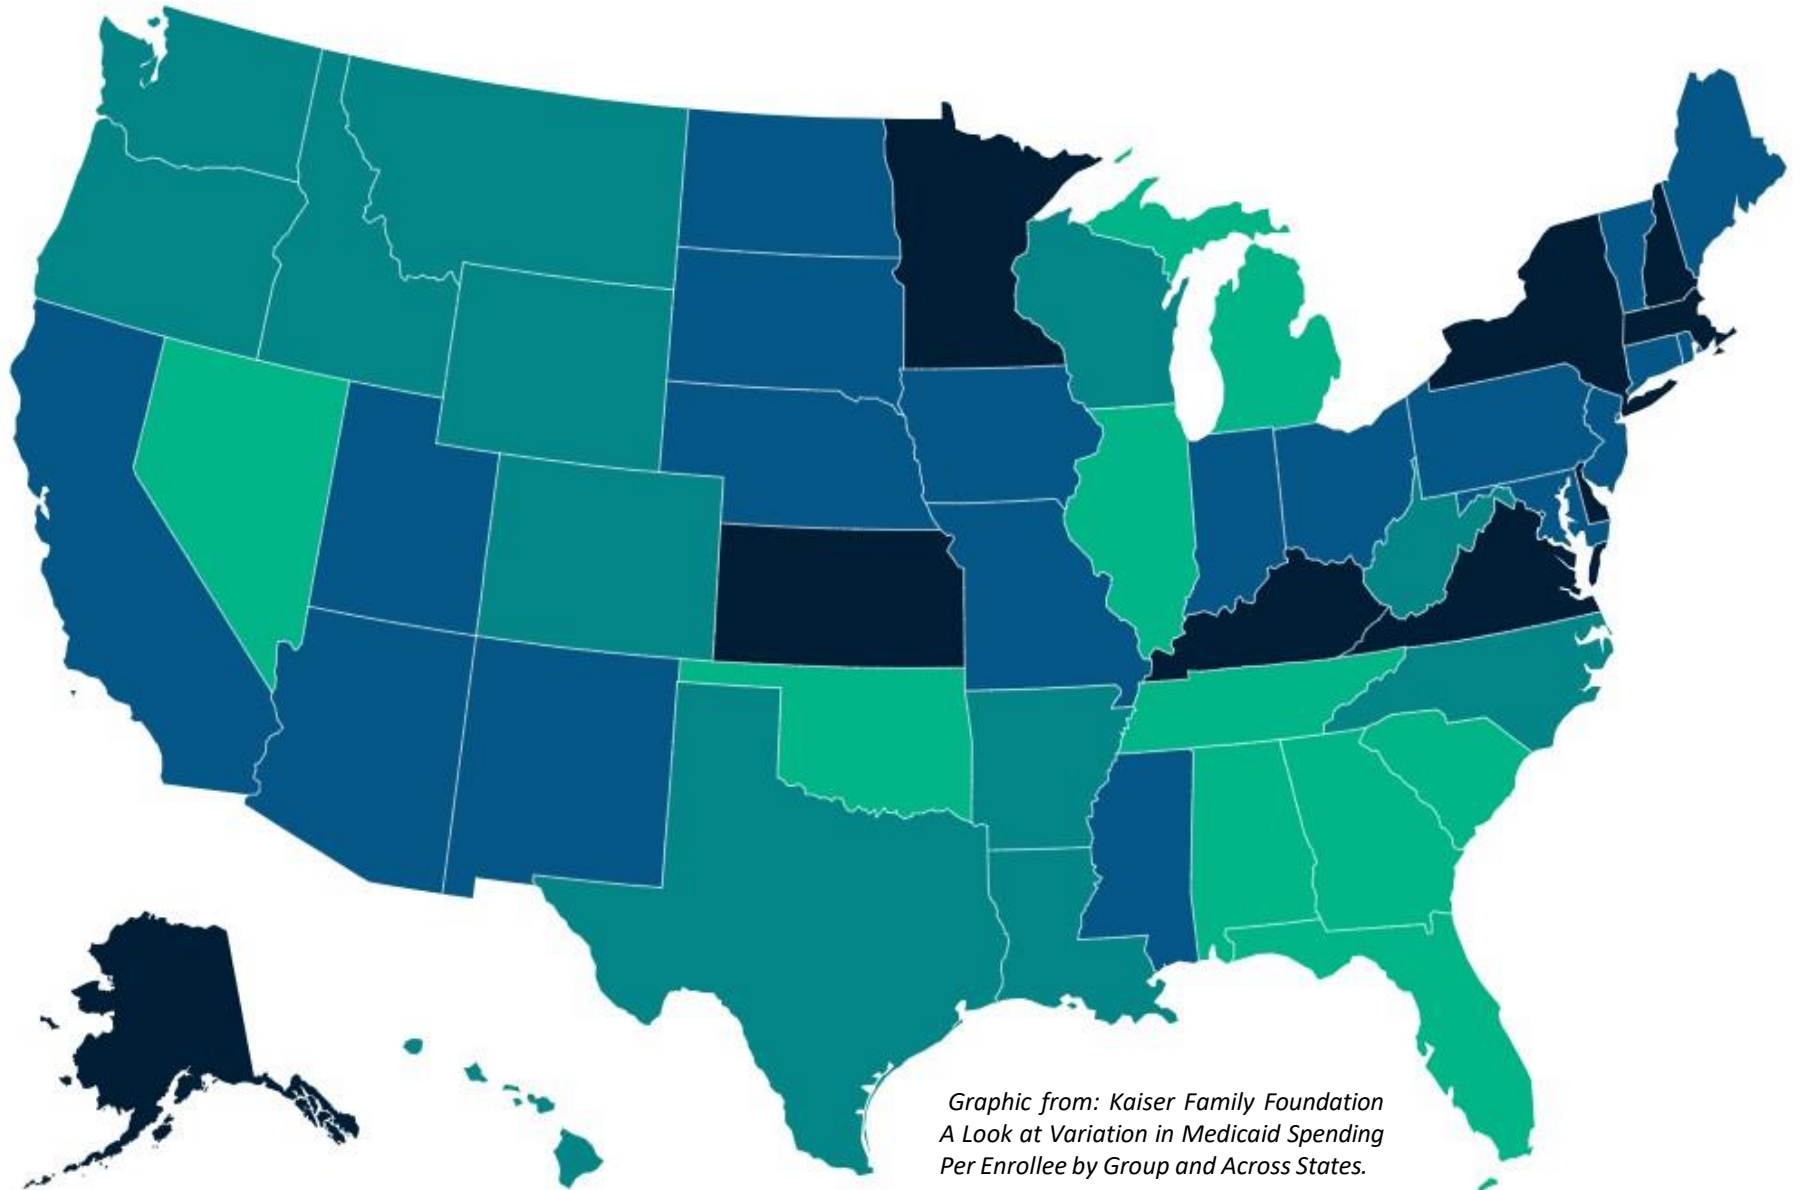 Graphic from: Kaiser Family Foundation
A Look at Variation in Medicaid Spending
Per Enrollee by Group and Across States.